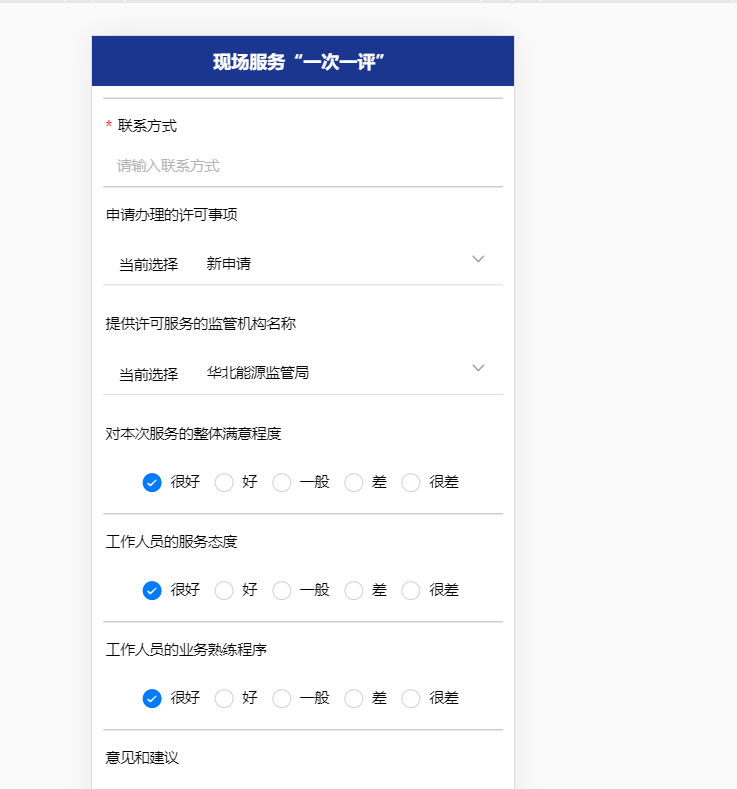 现场服务“一次一评”
* 联系方式
请输入联系方式
申请办理的许可事项
当前选择 新申请
提供许可服务的监管机构名称
当前选择 华北能源监管局
对本次服务的整体满意程度
很好 好 一般 差 很差
工作人员的服务态度
很好 好 一般 差 很差
工作人员的业务熟练程序
很好 好 一般 差 很差
意见和建议